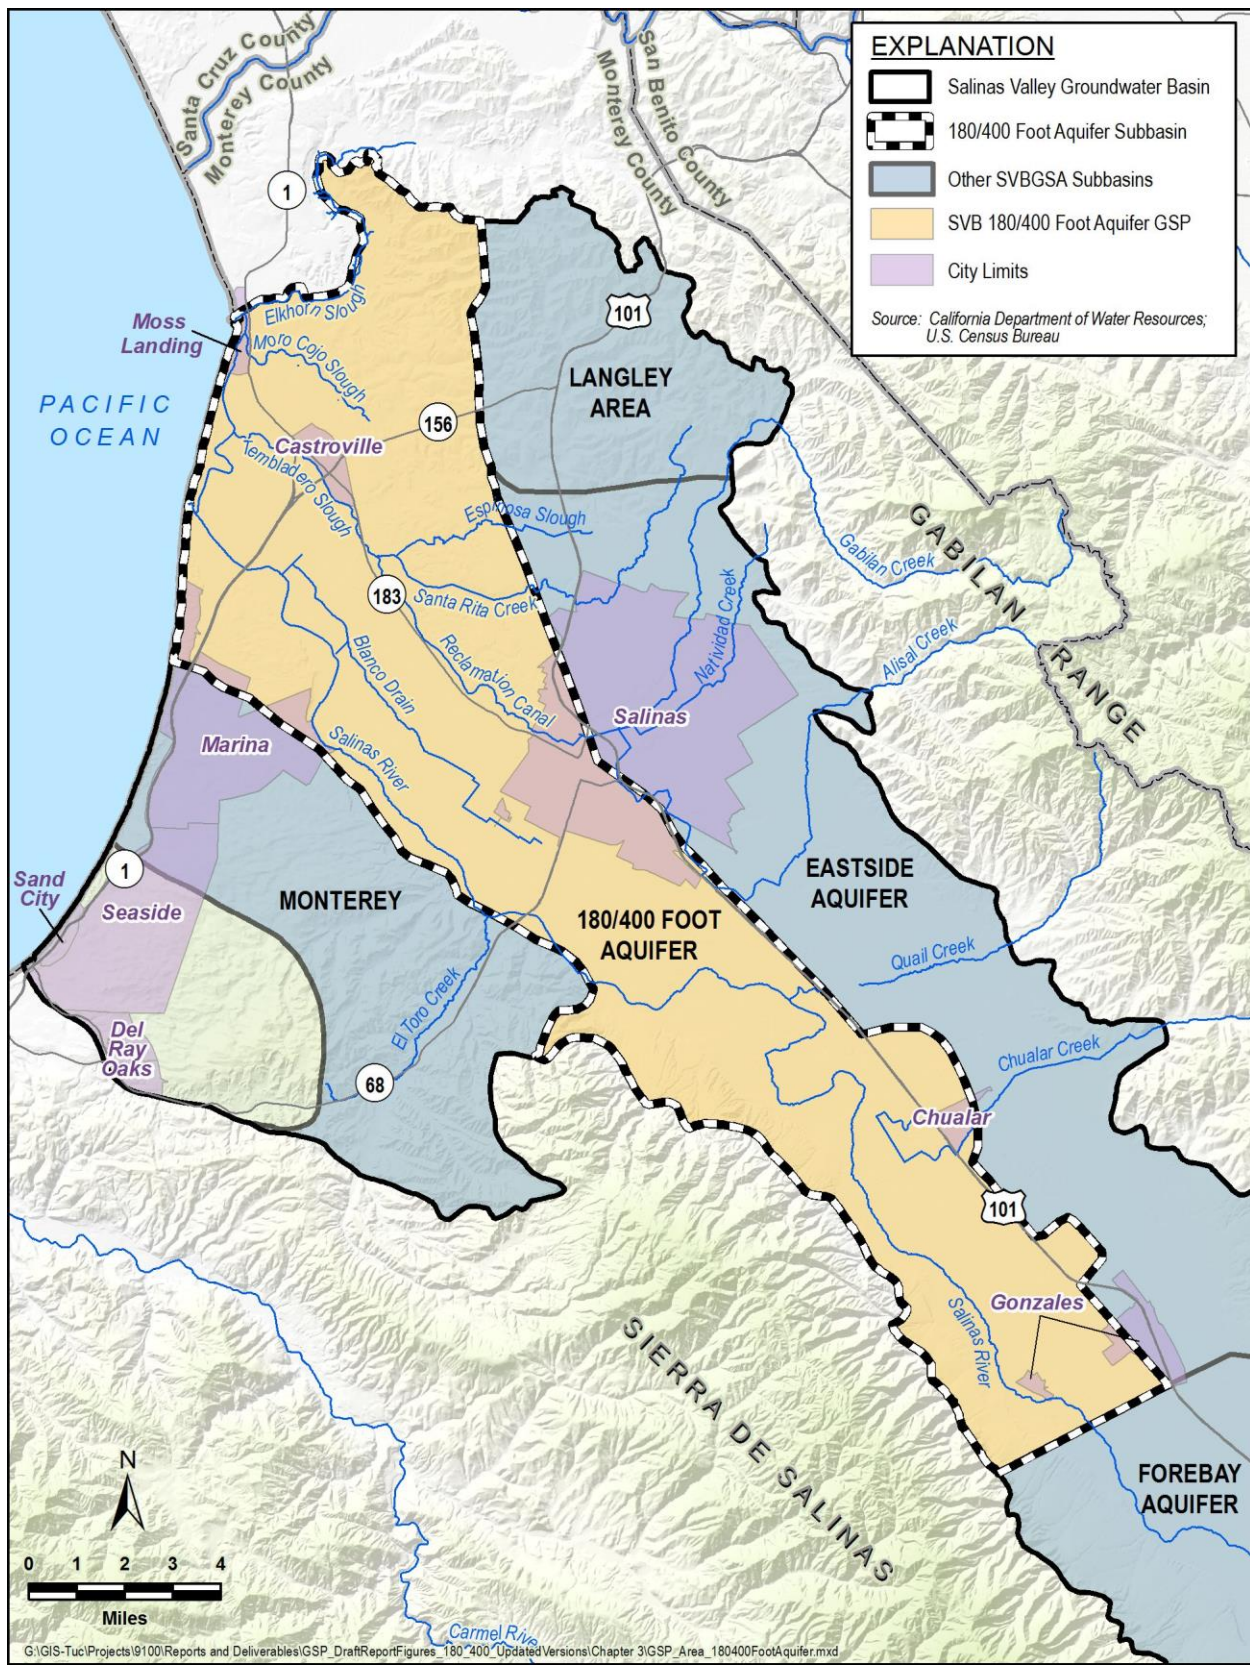 Santa Cruz County
Monterey County
Monterey County
San Benito County
EXPLANATION
Salinas Valley Groundwater Basin
180/400 Foot Aquifer Subbasin
Other SVBGSA Subbasins
SVB 180/400 Foot Aquifer GSP
City Limits
Source: California Department of Water Resources;
U.S. Census Bureau
1
Elkhorn Slough
101
Moss
Landing
Moro Cojo Slough
LANGLEY
AREA
PACIFIC
OCEAN
156
Castroville
Tembladero Slough
Espinosa Slough
GABILAN
RANGE
Gabilan Creek
183
Santa Rita Creek
Natividad Creek
Alisal Creek
Blanco Drain
Reclamation Canal
Salinas
Marina
Salinas River
EASTSIDE
AQUIFER
1
Sand
City
Seaside
MONTEREY
180/400 FOOT
AQUIFER
Quail Creek
El Toro Creek
Del
Ray
Oaks
68
Chualar Creek
Chualar
101
Gonzales
Salinas River
SIERRA DE SALINAS
FOREBAY
AQUIFER
N
0 1 2 3 4
Miles
Carmel River
G:\GIS-Tuc\Projects\9100\Reports and Deliverables\GSP_DraftReportFigures_180_400_UpdatedVersions\Chapter 3\GSP_Area_180400FootAquifer.mxd